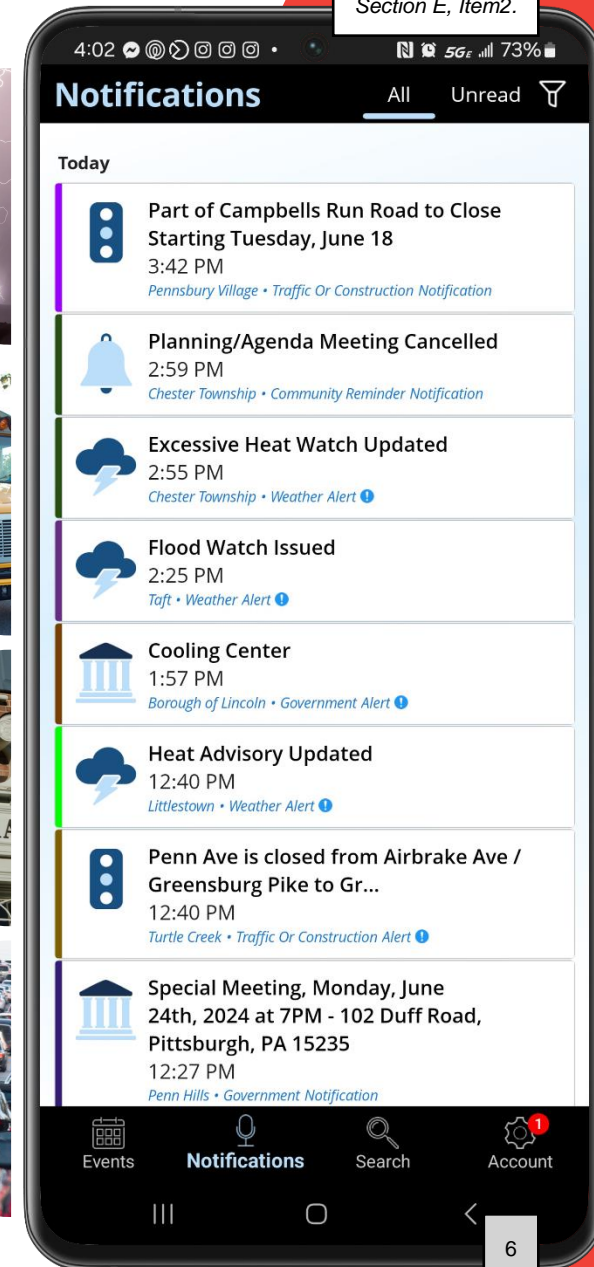 Section E, Item2.
4:02 73%
5GE
Notifications All Unread
Today
Part of Campbells Run Road to Close
Starting Tuesday, June 18
3:42 PM
Pennsbury Village • Traffic Or Construction Notification
Planning/Agenda Meeting Cancelled
2:59 PM
Chester Township • Community Reminder Notification
Excessive Heat Watch Updated
2:55 PM
Chester Township • Weather Alert
Flood Watch Issued
2:25 PM
Taft • Weather Alert
Cooling Center
1:57 PM
Borough of Lincoln • Government Alert
Heat Advisory Updated
12:40 PM
Littlestown • Weather Alert
Penn Ave is closed from Airbrake Ave /
Greensburg Pike to Gr...
12:40 PM
Turtle Creek • Traffic Or Construction Alert
Special Meeting, Monday, June
24th, 2024 at 7PM - 102 Duff Road,
Pittsburgh, PA 15235
12:27 PM
Penn Hills • Government Notification
1
Events Notifications Search Account
6